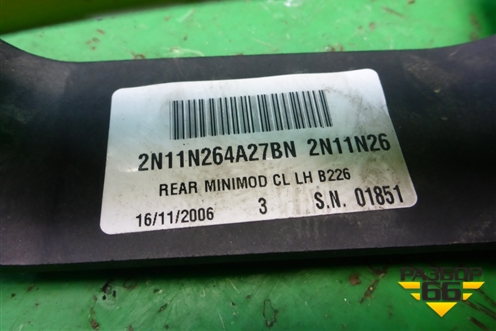 2N11N264A27BN 2N11N26
REAR MINIMOD CL LH B226
16/11/2006 3 S.N. 01851
РАЗБОР
66